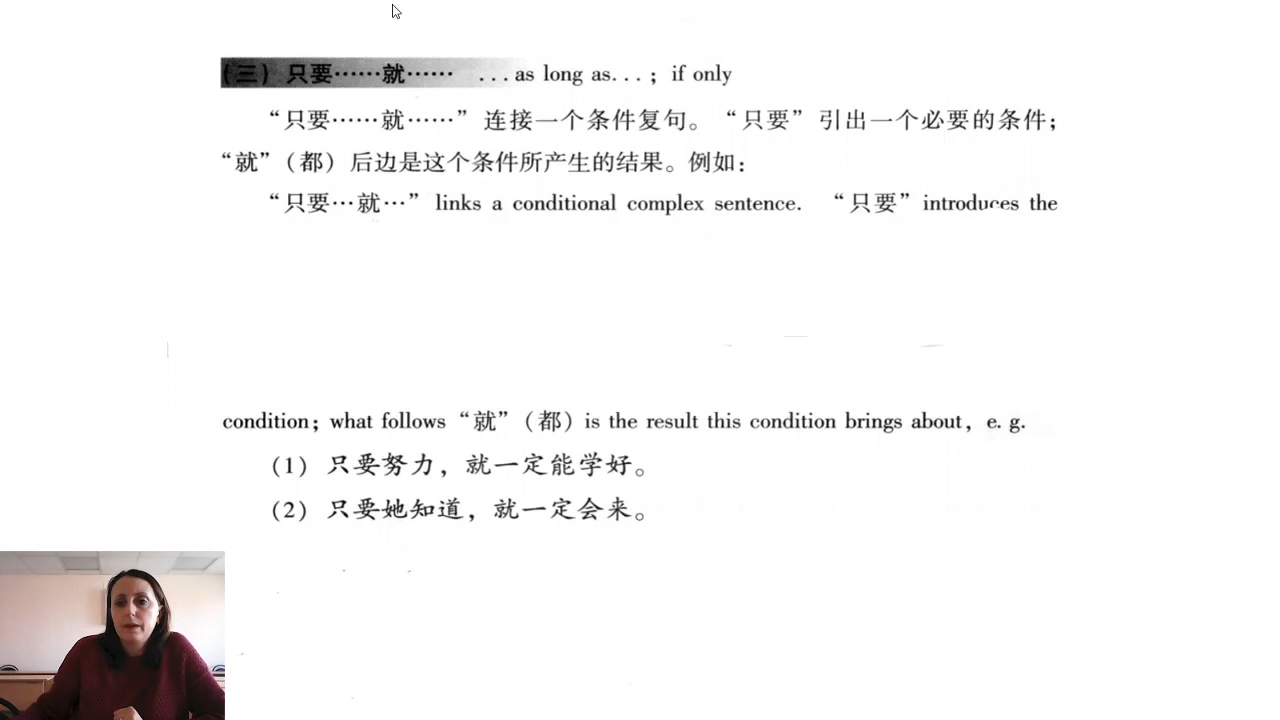 （三）只要……就…… ...as long as...; if only
“只要……就……”连接一个条件复句。“只要”引出一个必要的条件；
“就”（都）后边是这个条件所产生的结果。例如：
“只要…就…” links a conditional complex sentence. “只要” introduces the
condition; what follows “就”（都）is the result this condition brings about, e. g.
（1） 只要努力，就一定能学好。
（2） 只要她知道，就一定会来。